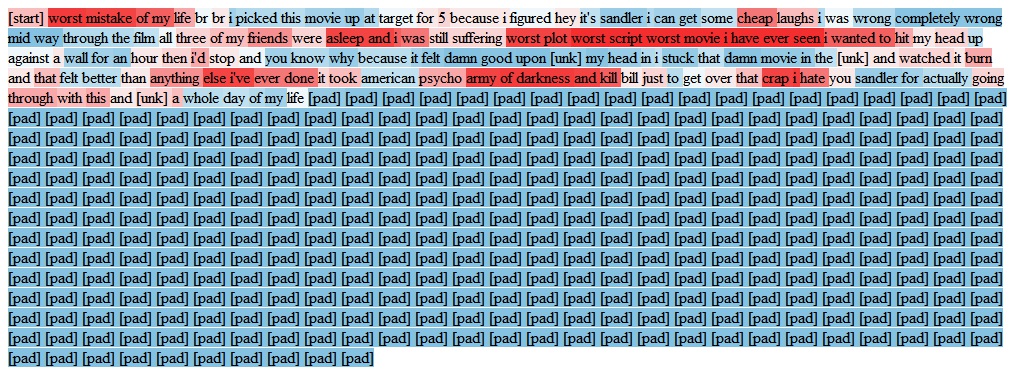 [start] worst mistake of my life br br i picked this movie up at target for 5 because i figured hey it's sandler i can get some cheap laughs i was wrong completely wrong
mid way through the film all three of my friends were asleep and i was still suffering worst plot worst script worst movie i have ever seen i wanted to hit my head up
against a wall for an hour then i'd stop and you know why because it felt damn good upon [unk] my head in i stuck that damn movie in the [unk] and watched it burn
and that felt better than anything else i've ever done it took american psycho army of darkness and kill bill just to get over that crap i hate you sandler for actually going
through with this and [unk] a whole day of my life [pad] [pad] [pad] [pad] [pad] [pad] [pad] [pad] [pad] [pad] [pad] [pad] [pad] [pad] [pad] [pad] [pad] [pad] [pad]
[pad] [pad] [pad] [pad] [pad] [pad] [pad] [pad] [pad] [pad] [pad] [pad] [pad] [pad] [pad] [pad] [pad] [pad] [pad] [pad] [pad] [pad] [pad] [pad] [pad] [pad] [pad]
[pad] [pad] [pad] [pad] [pad] [pad] [pad] [pad] [pad] [pad] [pad] [pad] [pad] [pad] [pad] [pad] [pad] [pad] [pad] [pad] [pad] [pad] [pad] [pad] [pad] [pad] [pad]
[pad] [pad] [pad] [pad] [pad] [pad] [pad] [pad] [pad] [pad] [pad] [pad] [pad] [pad] [pad] [pad] [pad] [pad] [pad] [pad] [pad] [pad] [pad] [pad] [pad] [pad] [pad]
[pad] [pad] [pad] [pad] [pad] [pad] [pad] [pad] [pad] [pad] [pad] [pad] [pad] [pad] [pad] [pad] [pad] [pad] [pad] [pad] [pad] [pad] [pad] [pad] [pad] [pad] [pad]
[pad] [pad] [pad] [pad] [pad] [pad] [pad] [pad] [pad] [pad] [pad] [pad] [pad] [pad] [pad] [pad] [pad] [pad] [pad] [pad] [pad] [pad] [pad] [pad] [pad] [pad] [pad]
[pad] [pad] [pad] [pad] [pad] [pad] [pad] [pad] [pad] [pad] [pad] [pad] [pad] [pad] [pad] [pad] [pad] [pad] [pad] [pad] [pad] [pad] [pad] [pad] [pad] [pad] [pad]
[pad] [pad] [pad] [pad] [pad] [pad] [pad] [pad] [pad] [pad] [pad] [pad] [pad] [pad] [pad] [pad] [pad] [pad] [pad] [pad] [pad] [pad] [pad] [pad] [pad] [pad] [pad]
[pad] [pad] [pad] [pad] [pad] [pad] [pad] [pad] [pad] [pad] [pad] [pad] [pad] [pad] [pad] [pad] [pad] [pad] [pad] [pad] [pad] [pad] [pad] [pad] [pad] [pad] [pad]
[pad] [pad] [pad] [pad] [pad] [pad] [pad] [pad] [pad] [pad] [pad] [pad] [pad] [pad] [pad] [pad] [pad] [pad] [pad] [pad] [pad] [pad] [pad] [pad] [pad] [pad] [pad]
[pad] [pad] [pad] [pad] [pad] [pad] [pad] [pad] [pad] [pad] [pad] [pad] [pad] [pad] [pad] [pad] [pad] [pad] [pad] [pad] [pad] [pad] [pad] [pad] [pad] [pad] [pad]
[pad] [pad] [pad] [pad] [pad] [pad] [pad] [pad] [pad] [pad] [pad] [pad] [pad] [pad] [pad] [pad] [pad] [pad] [pad] [pad] [pad] [pad] [pad] [pad] [pad] [pad] [pad]
[pad] [pad] [pad] [pad] [pad] [pad] [pad] [pad] [pad] [pad] [pad] [pad] [pad] [pad] [pad] [pad] [pad] [pad] [pad] [pad] [pad] [pad] [pad] [pad] [pad] [pad] [pad]
[pad] [pad] [pad] [pad] [pad] [pad] [pad] [pad] [pad] [pad]